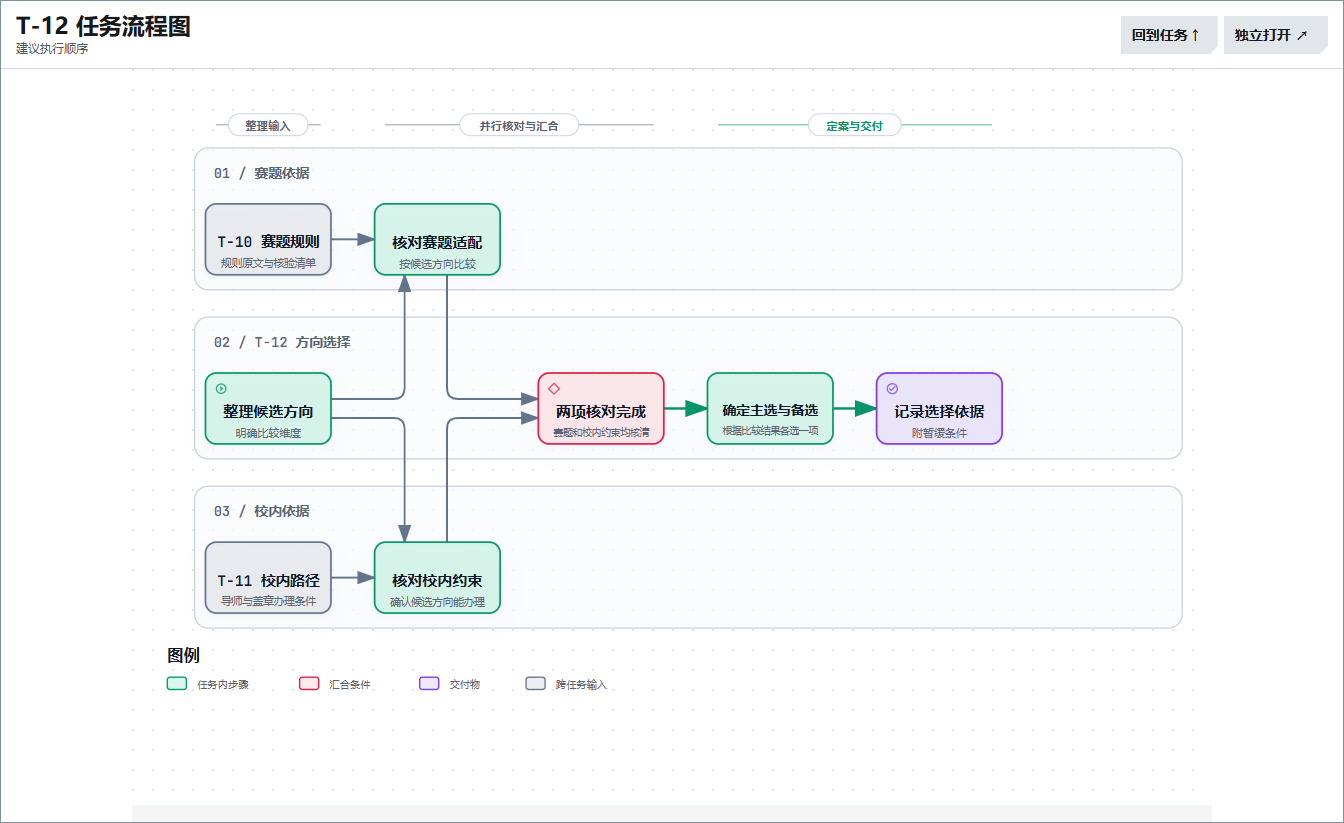 T-12 任务流程图
建议执行顺序
回到任务 ↑
独立打开 ↗
整理输入
并行核对与汇合
定案与交付
01 / 赛题依据
T-10 赛题规则
规则原文与核验清单
核对赛题适配
按候选方向比较
02 / T-12 方向选择
整理候选方向
明确比较维度
两项核对完成
赛题和校内约束均核清
确定主选与备选
根据比较结果各选一项
记录选择依据
附暂缓条件
03 / 校内依据
T-11 校内路径
导师与盖章办理条件
核对校内约束
确认候选方向能办理
图例
任务内步骤
汇合条件
交付物
跨任务输入